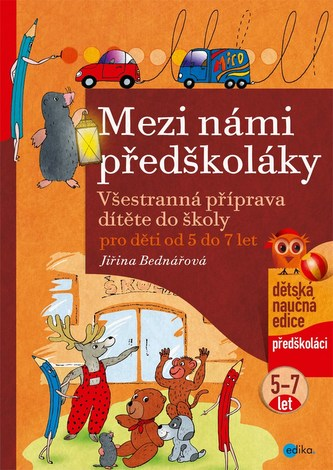 Miro
Mezi námi
předškoláky
Všestranná příprava
dítěte do školy
pro děti od 5 do 7 let
Jiřina Bednářová
dětská
naučná
edice
předškoláci
5–7
let
edika